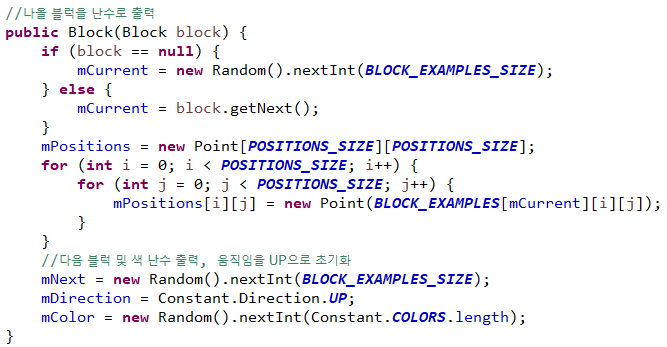 //나올 블럭을 난수로 출력
public Block(Block block) {
    if (block == null) {
        mCurrent = new Random().nextInt(BLOCK_EXAMPLES_SIZE);
    } else {
        mCurrent = block.getNext();
    }
    mPositions = new Point[POSITIONS_SIZE][POSITIONS_SIZE];
    for (int i = 0; i < POSITIONS_SIZE; i++) {
        for (int j = 0; j < POSITIONS_SIZE; j++) {
            mPositions[i][j] = new Point(BLOCK_EXAMPLES[mCurrent][i][j]);
        }
    }
    //다음 블럭 및 색 난수 출력, 움직임을 UP으로 초기화
    mNext = new Random().nextInt(BLOCK_EXAMPLES_SIZE);
    mDirection = Constant.Direction.UP;
    mColor = new Random().nextInt(Constant.COLORS.length);
}